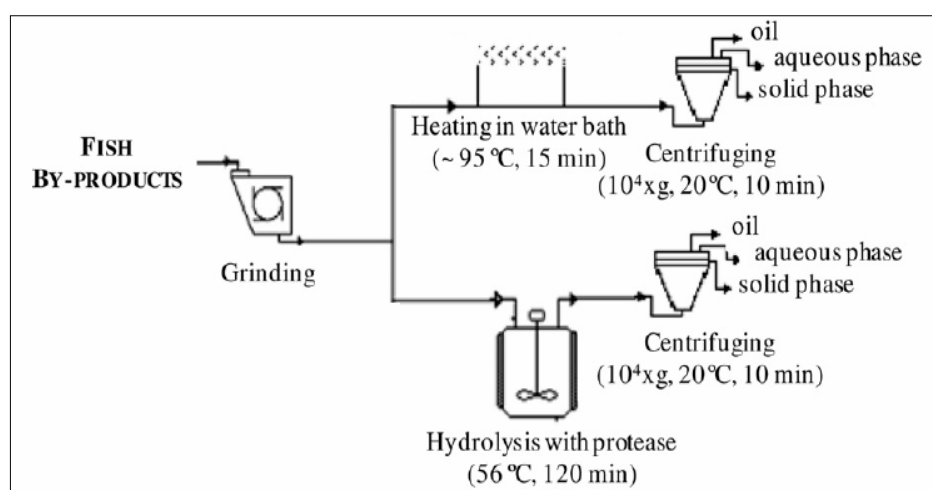 oil
aqueous phase
solid phase
Heating in water bath
(~ 95 ºC, 15 min)
Centrifuging
(10⁴xg, 20ºC, 10 min)
FISH
BY-PRODUCTS
Grinding
oil
aqueous phase
solid phase
Centrifuging
(10⁴xg, 20ºC, 10 min)
Hydrolysis with protease
(56 ºC, 120 min)